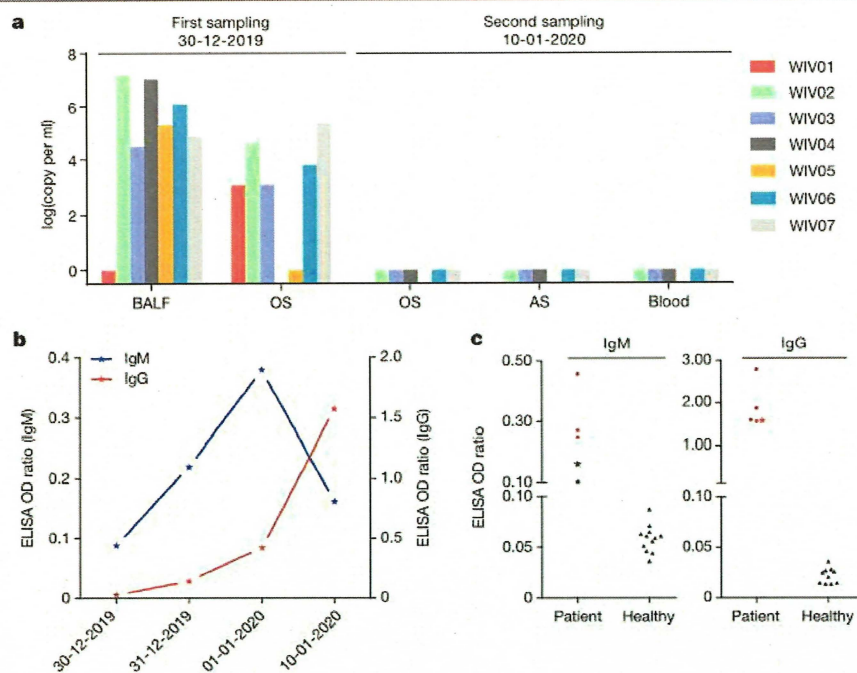 a
First sampling
30-12-2019
Second sampling
10-01-2020
log(copy per ml)
8
6
4
2
0
BALF
OS
OS
AS
Blood
WIV01
WIV02
WIV03
WIV04
WIV05
WIV06
WIV07
b
IgM
IgG
ELISA OD ratio (IgM)
0.4
0.3
0.2
0.1
0
2.0
1.5
1.0
0.5
0
ELISA OD ratio (IgG)
30-12-2019
31-12-2019
01-01-2020
10-01-2020
c
IgM
IgG
ELISA OD ratio
0.50
0.30
0.10
0.10
0.05
0
3.00
2.00
1.00
0.10
0.05
0
Patient
Healthy
Patient
Healthy